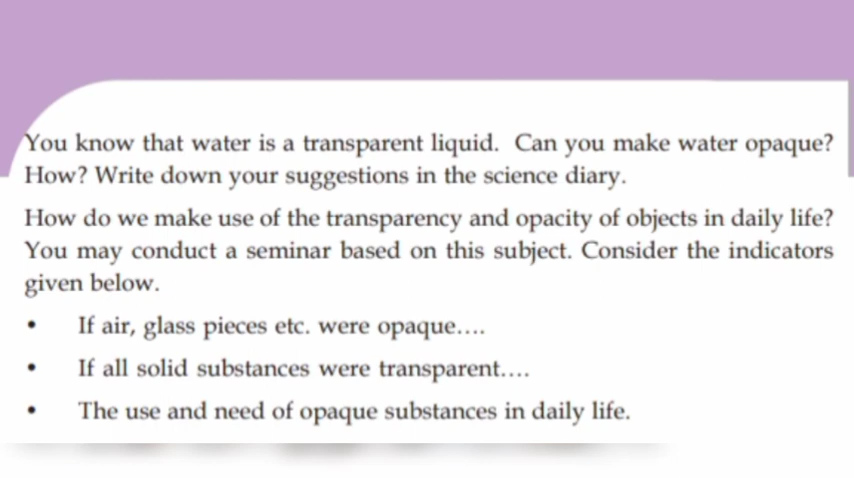 You know that water is a transparent liquid. Can you make water opaque?
How? Write down your suggestions in the science diary.
How do we make use of the transparency and opacity of objects in daily life?
You may conduct a seminar based on this subject. Consider the indicators
given below.
• If air, glass pieces etc. were opaque....
• If all solid substances were transparent....
• The use and need of opaque substances in daily life.